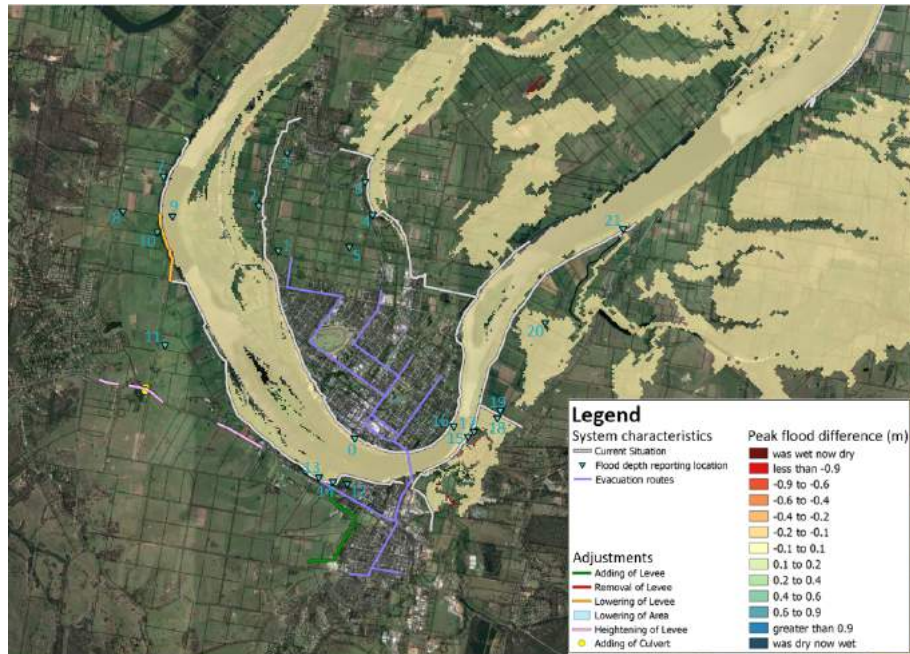 7
8
9
10
2
5
21
11
20
19
18
16
17
15
0
13
Legend
System characteristics
Current Situation
Flood depth reporting location
Evacuation routes
Adjustments
Adding of Levee
Removal of Levee
Lowering of Levee
Lowering of Area
Heightening of Levee
Adding of Culvert
Peak flood difference (m)
was wet now dry
less than -0.9
-0.9 to -0.6
-0.6 to -0.4
-0.4 to -0.2
-0.2 to -0.1
-0.1 to 0.1
0.1 to 0.2
0.2 to 0.4
0.4 to 0.6
0.6 to 0.9
greater than 0.9
was dry now wet